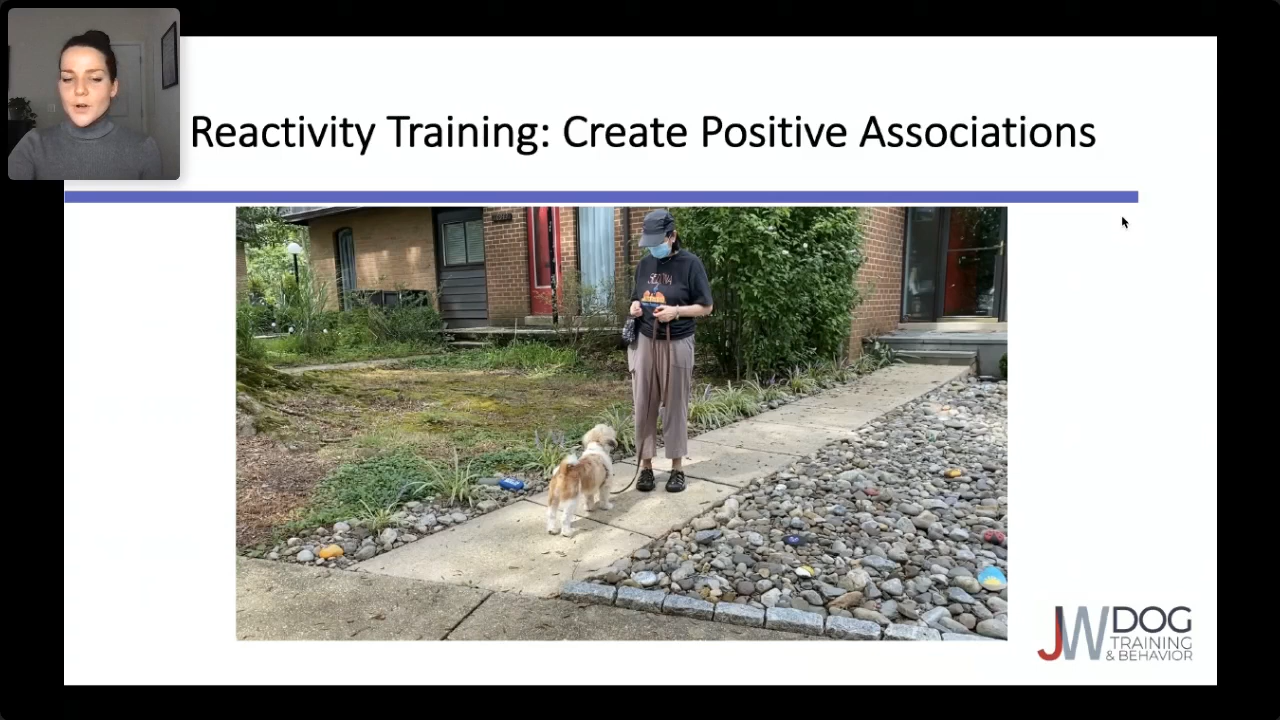 Reactivity Training: Create Positive Associations
JW DOG
TRAINING
& BEHAVIOR